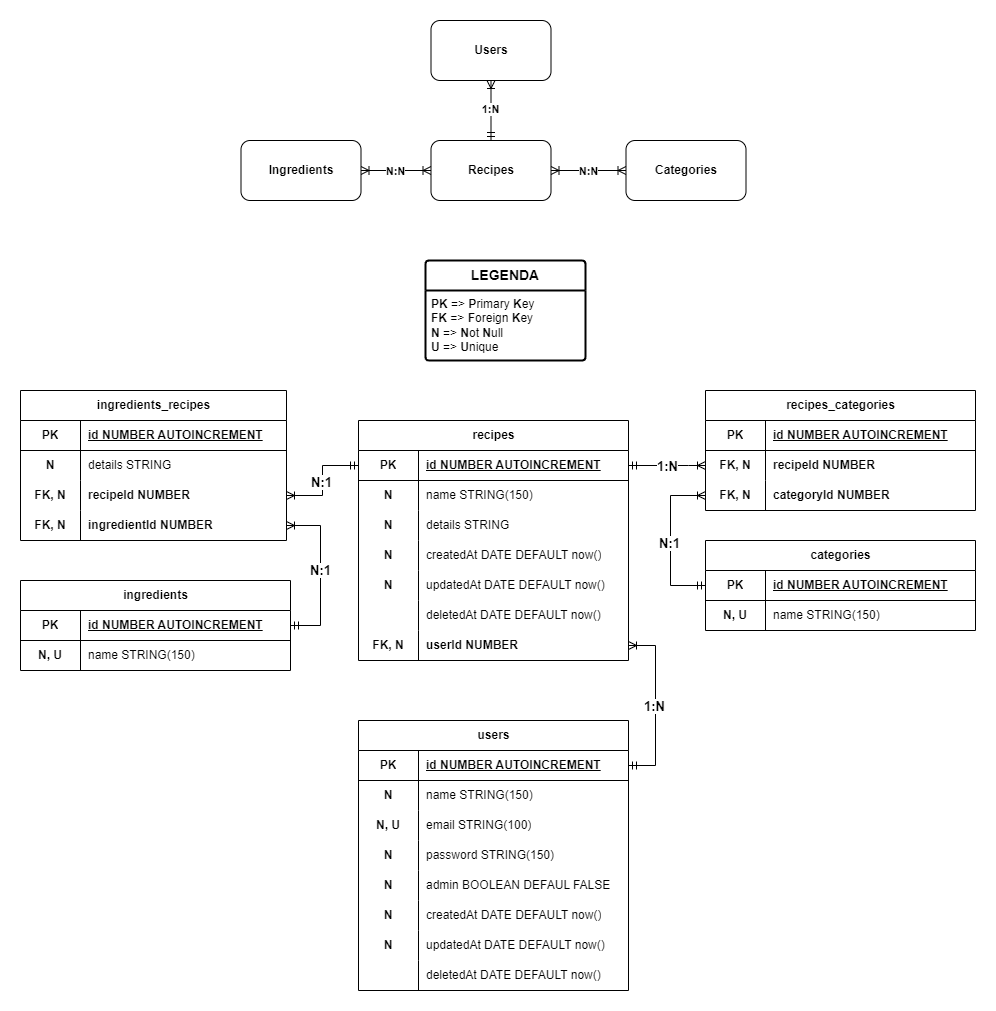 Users
1:N
Ingredients
N:N
Recipes
N:N
Categories
LEGENDA
PK => Primary Key
FK => Foreign Key
N => Not Null
U => Unique
ingredients_recipes
PK id NUMBER AUTOINCREMENT
N details STRING
FK, N recipeId NUMBER
FK, N ingredientId NUMBER
N:1
N:1
ingredients
PK id NUMBER AUTOINCREMENT
N, U name STRING(150)
recipes
PK id NUMBER AUTOINCREMENT
N name STRING(150)
N details STRING
N createdAt DATE DEFAULT now()
N updatedAt DATE DEFAULT now()
deletedAt DATE DEFAULT now()
FK, N userId NUMBER
1:N
recipes_categories
PK id NUMBER AUTOINCREMENT
FK, N recipeId NUMBER
FK, N categoryId NUMBER
N:1
categories
PK id NUMBER AUTOINCREMENT
N, U name STRING(150)
1:N
users
PK id NUMBER AUTOINCREMENT
N name STRING(150)
N, U email STRING(100)
N password STRING(150)
N admin BOOLEAN DEFAUL FALSE
N createdAt DATE DEFAULT now()
N updatedAt DATE DEFAULT now()
deletedAt DATE DEFAULT now()